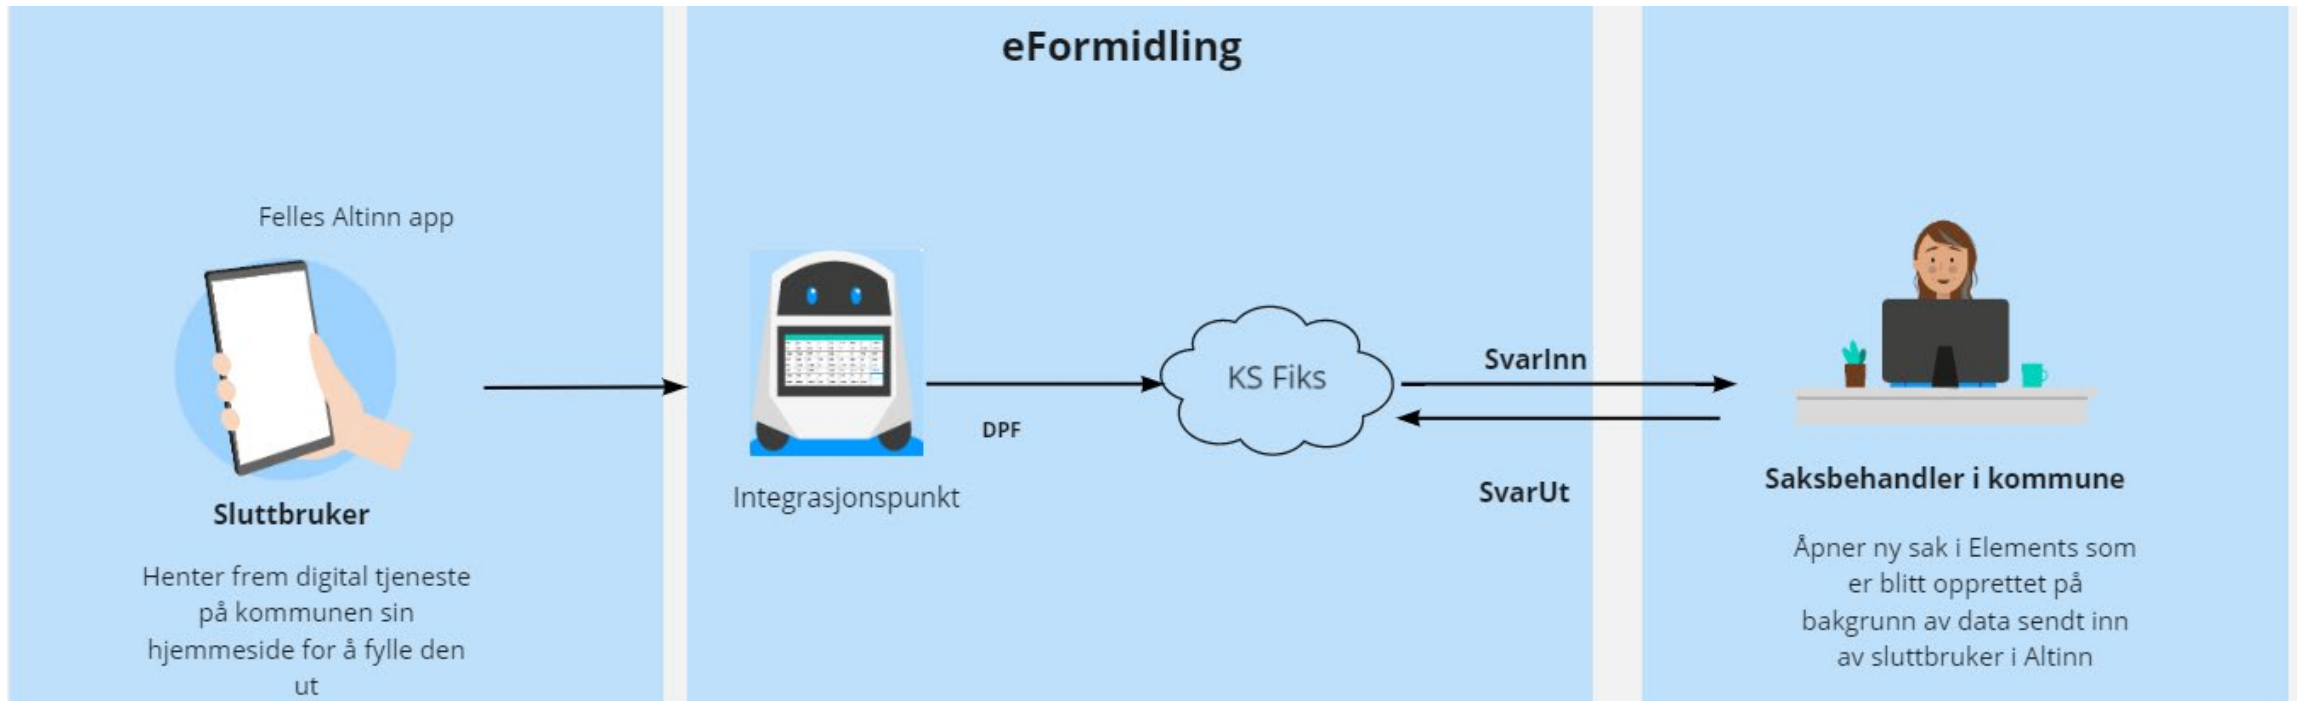 eFormidling
Felles Altinn app
Sluttbruker
Henter frem digital tjeneste
på kommunen sin
hjemmeside for å fylle den
ut
Integrasjonspunkt
DPF
KS Fiks
SvarInn
SvarUt
Saksbehandler i kommune
Åpner ny sak i Elements som
er blitt opprettet på
bakgrunn av data sendt inn
av sluttbruker i Altinn